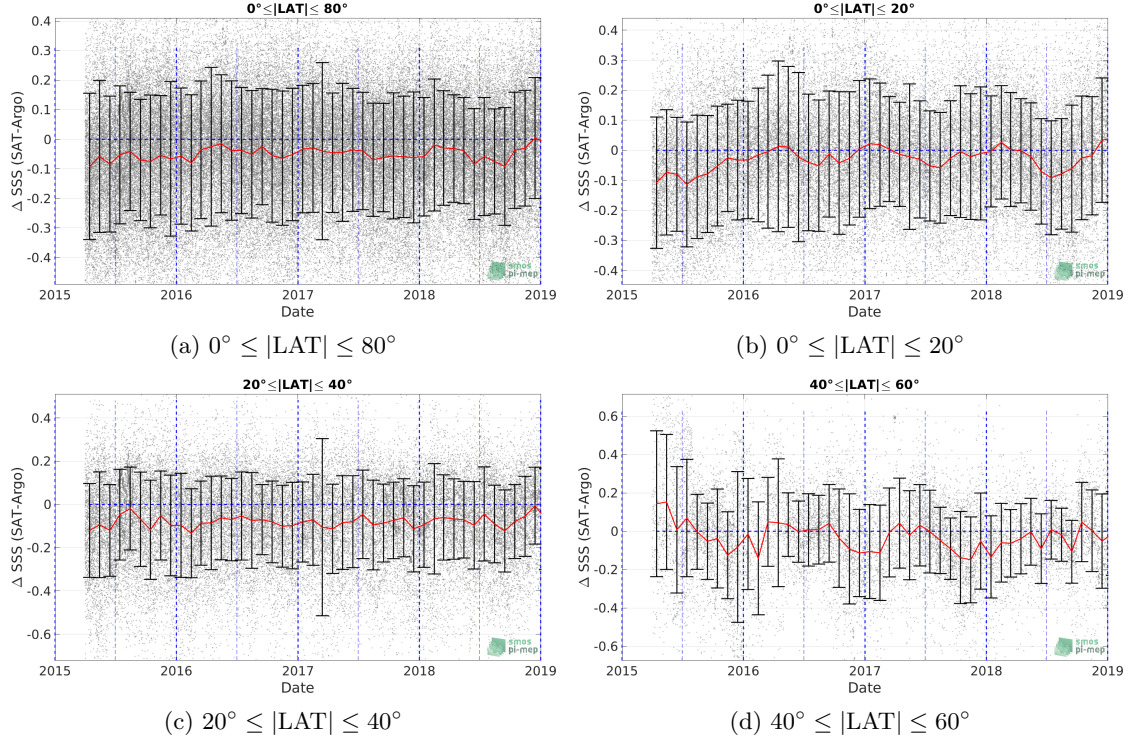 0°≤|LAT|≤ 80°
0.4
0.3
0.2
0.1
0
-0.1
-0.2
-0.3
-0.4
Δ SSS (SAT-Argo)
2015
2016
2017
2018
2019
Date
smos
pi-mep
(a) 0° ≤ |LAT| ≤ 80°
0°≤|LAT|≤ 20°
0.4
0.3
0.2
0.1
0
-0.1
-0.2
-0.3
-0.4
Δ SSS (SAT-Argo)
2015
2016
2017
2018
2019
Date
smos
pi-mep
(b) 0° ≤ |LAT| ≤ 20°
20°≤|LAT|≤ 40°
0.4
0.2
0
-0.2
-0.4
-0.6
Δ SSS (SAT-Argo)
2015
2016
2017
2018
2019
Date
smos
pi-mep
(c) 20° ≤ |LAT| ≤ 40°
40°≤|LAT|≤ 60°
0.6
0.4
0.2
0
-0.2
-0.4
-0.6
Δ SSS (SAT-Argo)
2015
2016
2017
2018
2019
Date
smos
pi-mep
(d) 40° ≤ |LAT| ≤ 60°